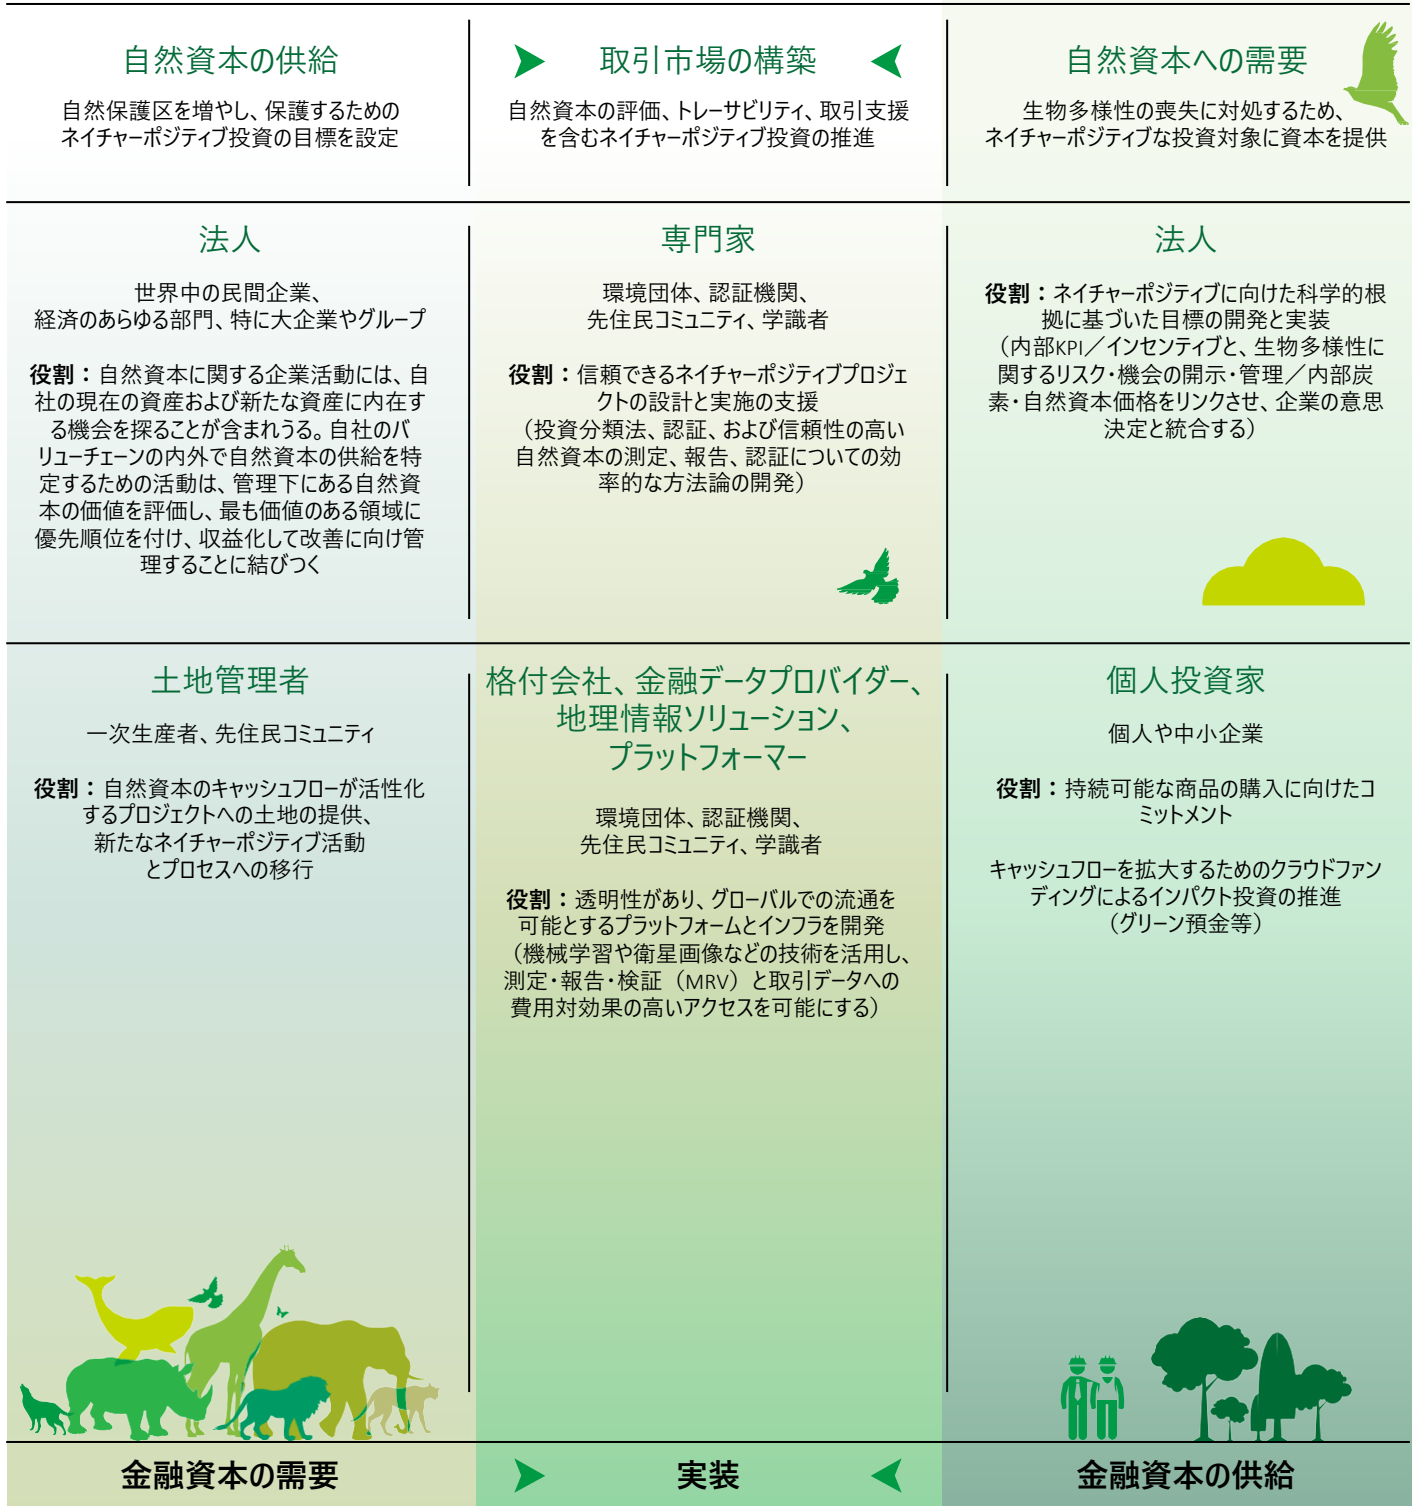 自然資本の供給
自然保護区を増やし、保護するための
ネイチャーポジティブ投資の目標を設定
取引市場の構築
自然資本の評価、トレーサビリティ、取引支援
を含むネイチャーポジティブ投資の推進
自然資本への需要
生物多様性の喪失に対処するため、
ネイチャーポジティブな投資対象に資本を提供
法人
世界中の民間企業、
経済のあらゆる部門、特に大企業やグループ
役割：自然資本に関する企業活動には、自
社の現在の資産および新たな資産に内在す
る機会を探ることが含まれうる。自社のバ
リューチェーンの内外で自然資本の供給を特
定するための活動は、管理下にある自然資
本の価値を評価し、最も価値のある領域に
優先順位を付け、収益化して改善に向け管
理することに結びつく
専門家
環境団体、認証機関、
先住民コミュニティ、学識者
役割：信頼できるネイチャーポジティブプロジェ
クトの設計と実施の支援
（投資分類法、認証、および信頼性の高い
自然資本の測定、報告、認証についての効
率的な方法論の開発）
法人
役割：ネイチャーポジティブに向けた科学的根
拠に基づいた目標の開発と実装
（内部KPI／インセンティブと、生物多様性に
関するリスク・機会の開示・管理／内部炭
素・自然資本価格をリンクさせ、企業の意思
決定と統合する）
土地管理者
一次生産者、先住民コミュニティ
役割：自然資本のキャッシュフローが活性化
するプロジェクトへの土地の提供、
新たなネイチャーポジティブ活動
とプロセスへの移行
格付会社、金融データプロバイダー、
地理情報ソリューション、
プラットフォーマー
環境団体、認証機関、
先住民コミュニティ、学識者
役割：透明性があり、グローバルでの流通を
可能とするプラットフォームとインフラを開発
（機械学習や衛星画像などの技術を活用し、
測定・報告・検証（MRV）と取引データへの
費用対効果の高いアクセスを可能にする）
個人投資家
個人や中小企業
役割：持続可能な商品の購入に向けたコ
ミットメント
キャッシュフローを拡大するためのクラウドファン
ディングによるインパクト投資の推進
（グリーン預金等）
金融資本の需要
実装
金融資本の供給